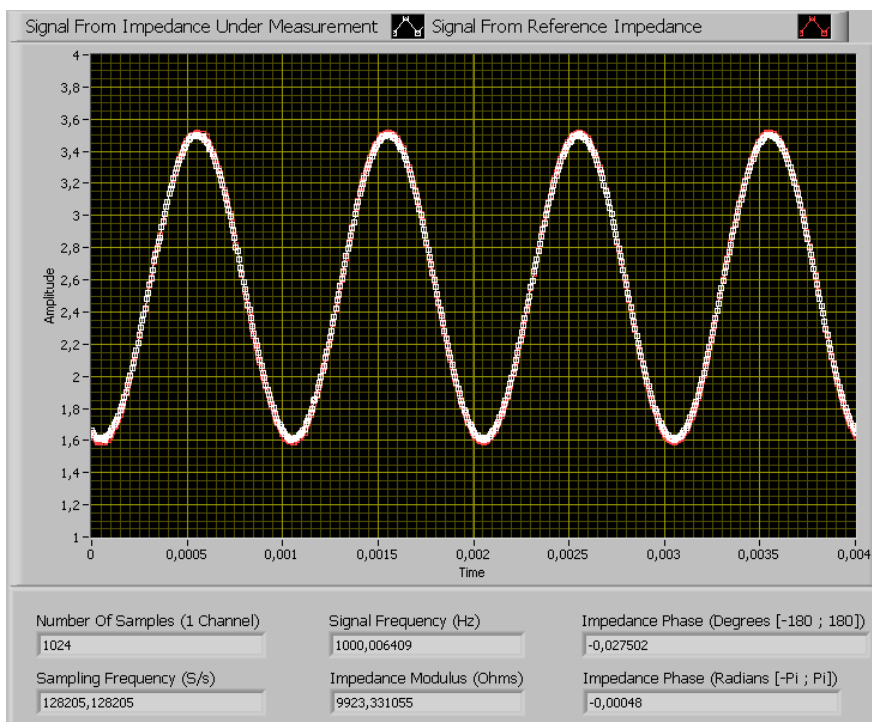 Signal From Impedance Under Measurement Signal From Reference Impedance
4
3,8
3,6
3,4
3,2
3
2,8
2,6
2,4
2,2
2
1,8
1,6
1,4
1,2
1
Amplitude
0 0,0005 0,001 0,0015 0,002 0,0025 0,003 0,0035 0,004
Time
Number Of Samples (1 Channel) Signal Frequency (Hz) Impedance Phase (Degrees [-180 ; 180])
1024 1000,006409 -0,027502
Sampling Frequency (S/s) Impedance Modulus (Ohms) Impedance Phase (Radians [-Pi ; Pi])
128205,128205 9923,331055 -0,00048